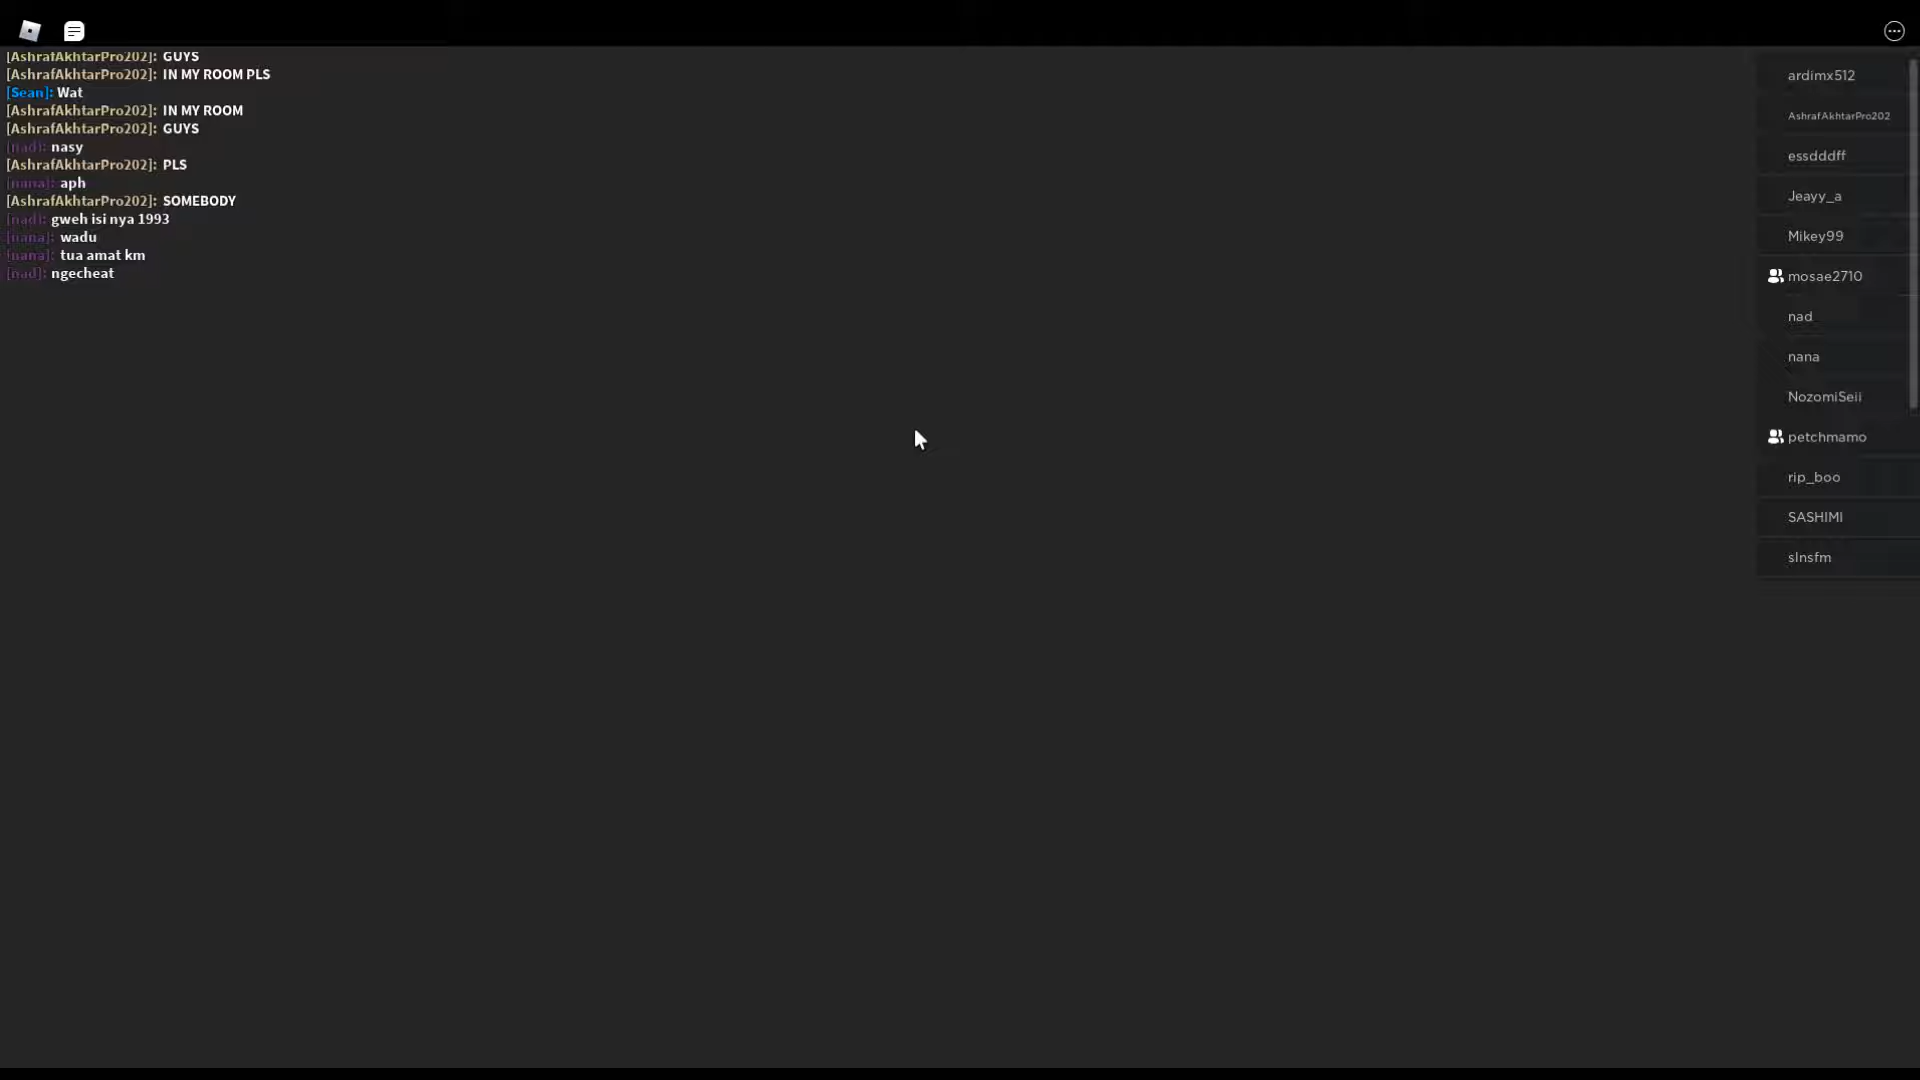 [AshrafAkhtarPro202]: GUYS
[AshrafAkhtarPro202]: IN MY ROOM PLS
[Sean]: Wat
[AshrafAkhtarPro202]: IN MY ROOM
[AshrafAkhtarPro202]: GUYS
[nad]: nasy
[AshrafAkhtarPro202]: PLS
[nana]: aph
[AshrafAkhtarPro202]: SOMEBODY
[nad]: gweh isi nya 1993
[nana]: wadu
[nana]: tua amat km
[nad]: ngecheat
ardimx512
AshrafAkhtarPro202
essdddff
Jeayy_a
Mikey99
mosae2710
nad
nana
NozomiSeii
petchmamo
rip_boo
SASHIMI
slnsfm